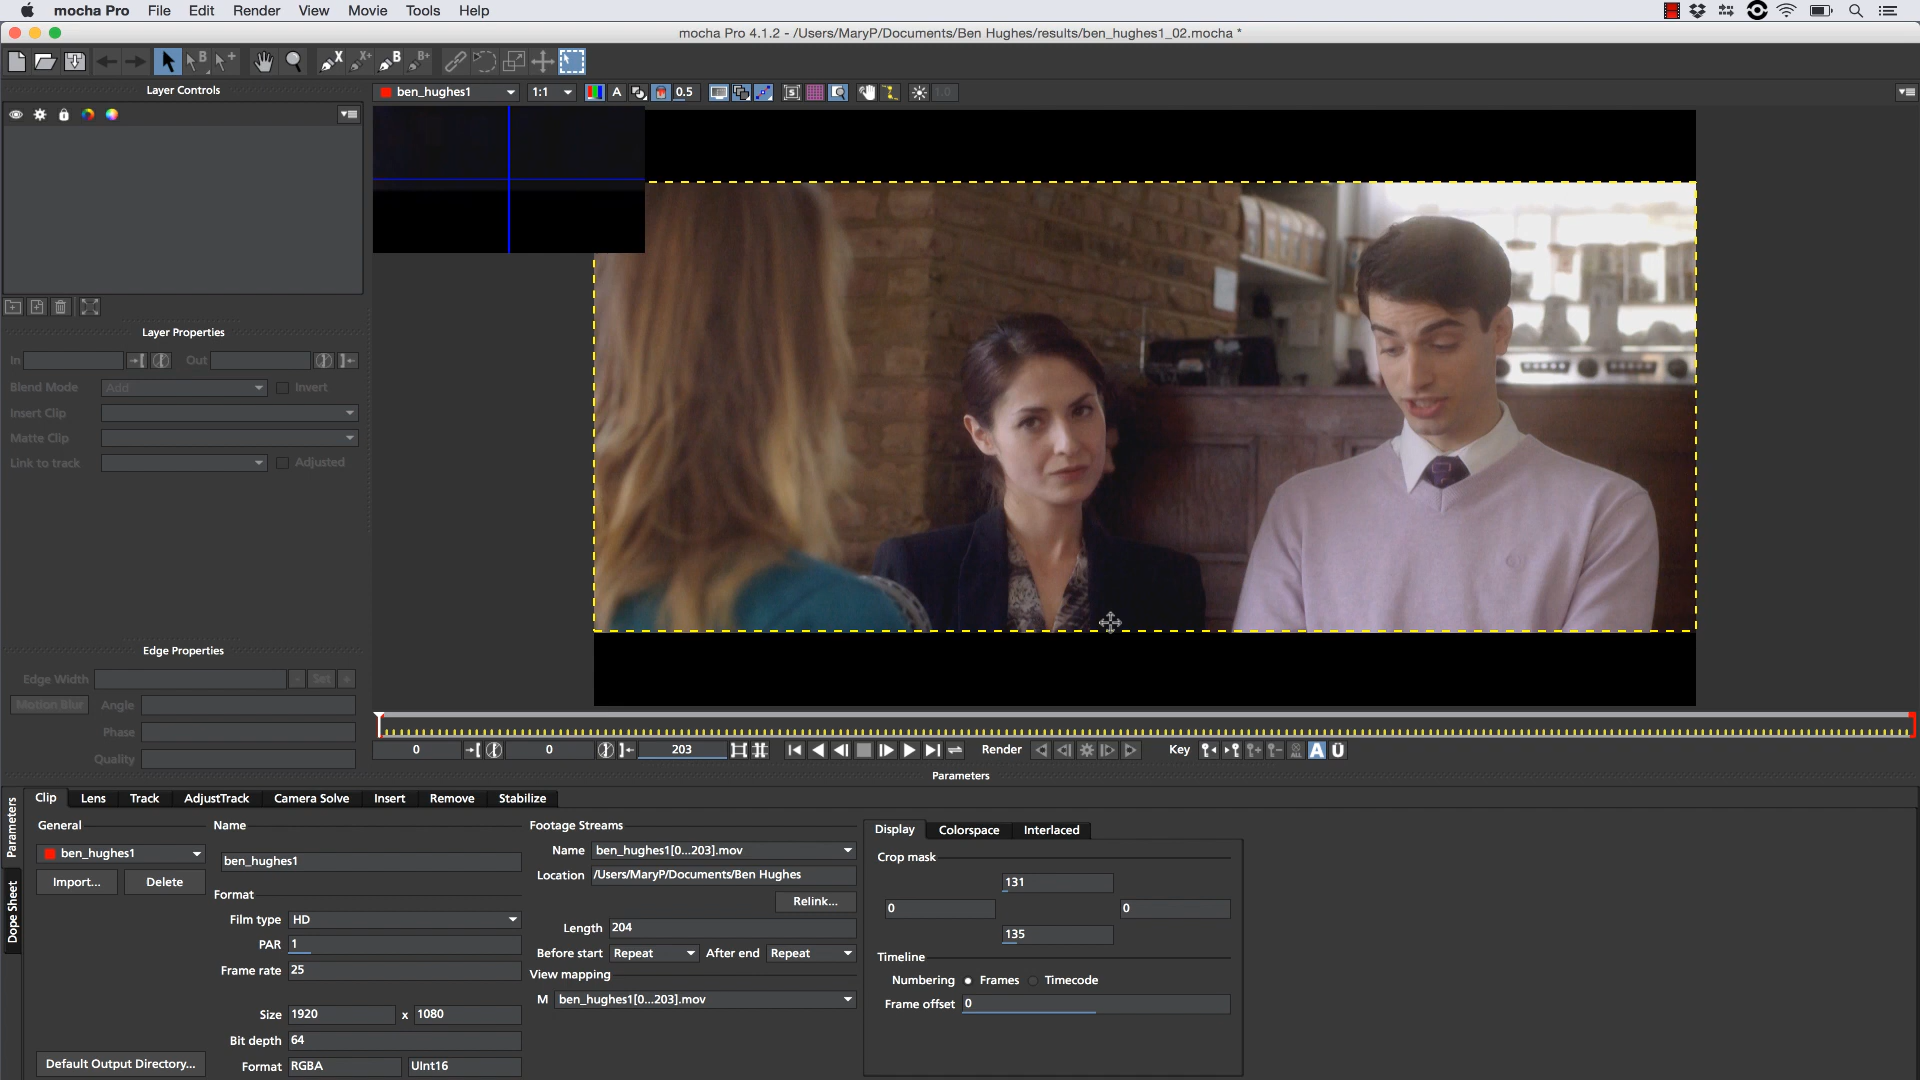 mocha Pro File Edit Render View Movie Tools Help
mocha Pro 4.1.2 - /Users/MaryP/Documents/Ben Hughes/results/ben_hughes1_02.mocha *
Layer Controls
ben_hughes1 1:1 A 0.5 1.0
Layer Properties
In Out
Blend Mode Add Invert
Insert Clip
Matte Clip
Link to track Adjusted
Edge Properties
Edge Width - Set +
Motion Blur Angle
Phase
Quality
0 0 203 Render Key ALL A Ü
Parameters
Parameters
Dope Sheet
Clip Lens Track AdjustTrack Camera Solve Insert Remove Stabilize
General
ben_hughes1
Import... Delete
Default Output Directory...
Name
ben_hughes1
Format
Film type HD
PAR 1
Frame rate 25
Size 1920 x 1080
Bit depth 64
Format RGBA UInt16
Footage Streams
Name ben_hughes1[0...203].mov
Location /Users/MaryP/Documents/Ben Hughes
Relink...
Length 204
Before start Repeat After end Repeat
View mapping
M ben_hughes1[0...203].mov
Display Colorspace Interlaced
Crop mask
131
0 0
135
Timeline
Numbering Frames Timecode
Frame offset 0